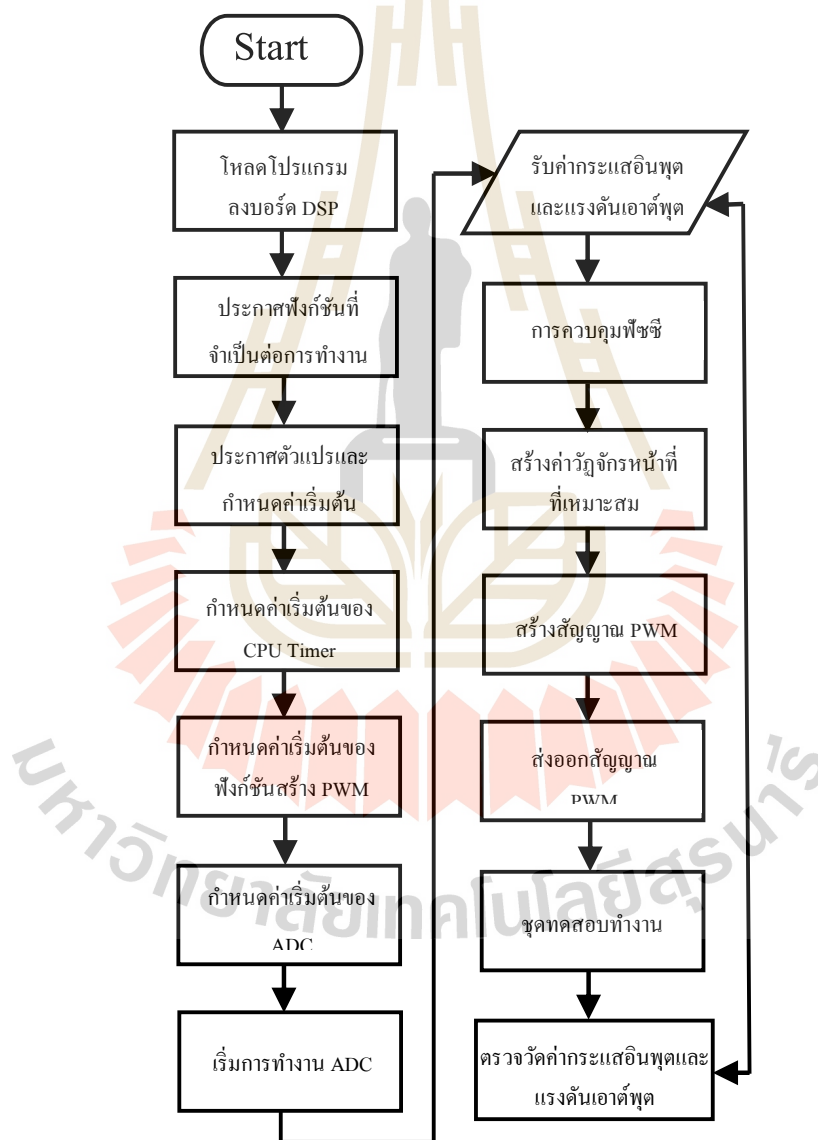 Start
โหลดโปรแกรม
ลงบอร์ด DSP
ประกาศฟังก์ชันที่
จำเป็นต่อการทำงาน
ประกาศตัวแปรและ
กำหนดค่าเริ่มต้น
กำหนดค่าเริ่มต้นของ
CPU Timer
กำหนดค่าเริ่มต้นของ
ฟังก์ชันสร้าง PWM
กำหนดค่าเริ่มต้นของ
ADC
เริ่มการทำงาน ADC
รับค่ากระแสอินพุต
และแรงดันเอาต์พุต
การควบคุมฟัซซี
สร้างค่าวัฏจักรหน้าที่
ที่เหมาะสม
สร้างสัญญาณ PWM
ส่งออกสัญญาณ
PWM
ชุดทดสอบทำงาน
ตรวจวัดค่ากระแสอินพุตและ
แรงดันเอาต์พุต
มหาวิทยาลัยเทคโนโลยีสุรนารี